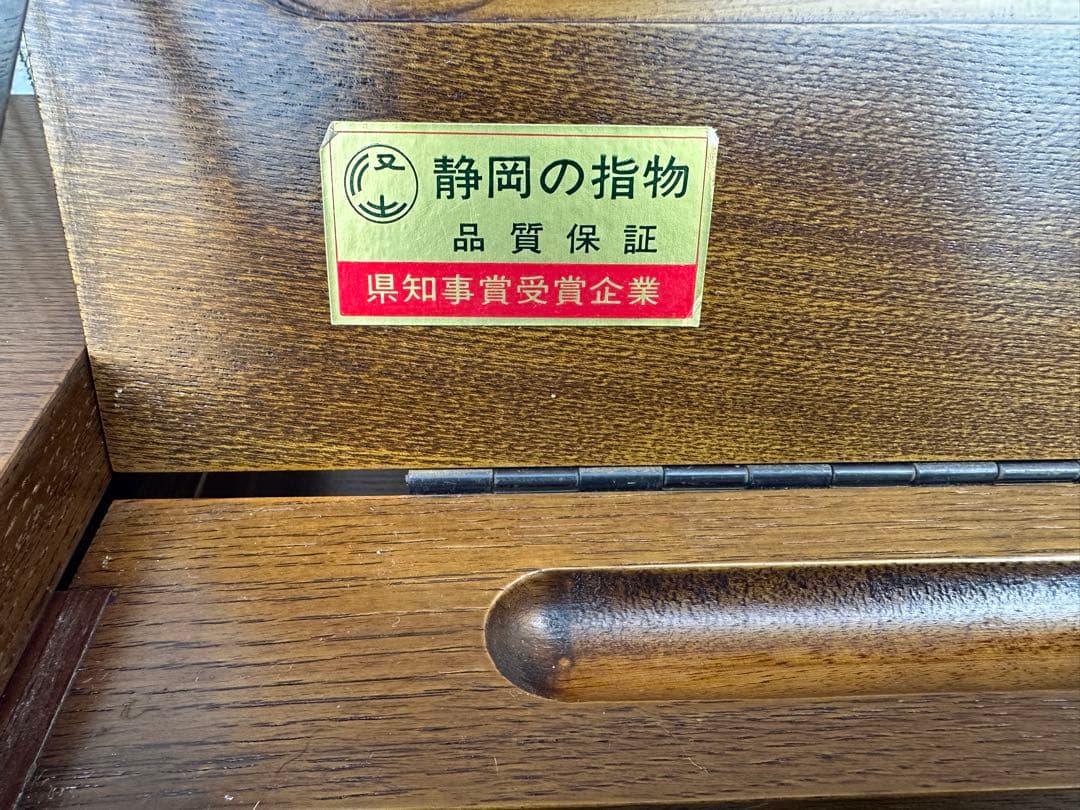 静岡の指物
品質保証
県知事賞受賞企業